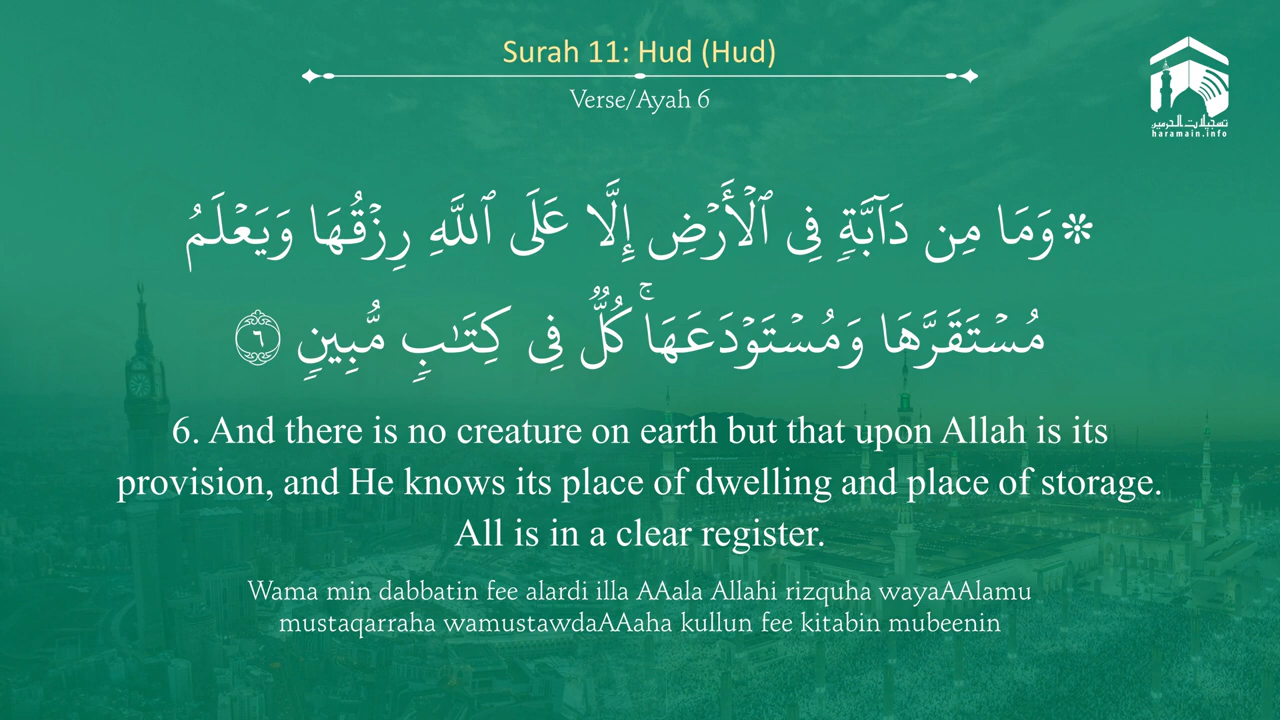 Surah 11: Hud (Hud)
Verse/Ayah 6
تسجيلات الحرمين
haramain.info
۞وَمَا مِن دَآبَّةٍۢ فِى ٱلْأَرْضِ إِلَّا عَلَى ٱللَّهِ رِزْقُهَا وَيَعْلَمُ
مُسْتَقَرَّهَا وَمُسْتَوْدَعَهَا ۚ كُلٌّۭ فِى كِتَـٰبٍۢ مُّبِينٍۢ ٦
6. And there is no creature on earth but that upon Allah is its
provision, and He knows its place of dwelling and place of storage.
All is in a clear register.
Wama min dabbatin fee alardi illa AAala Allahi rizquha wayaAAlamu
mustaqarraha wamustawdaAAaha kullun fee kitabin mubeenin